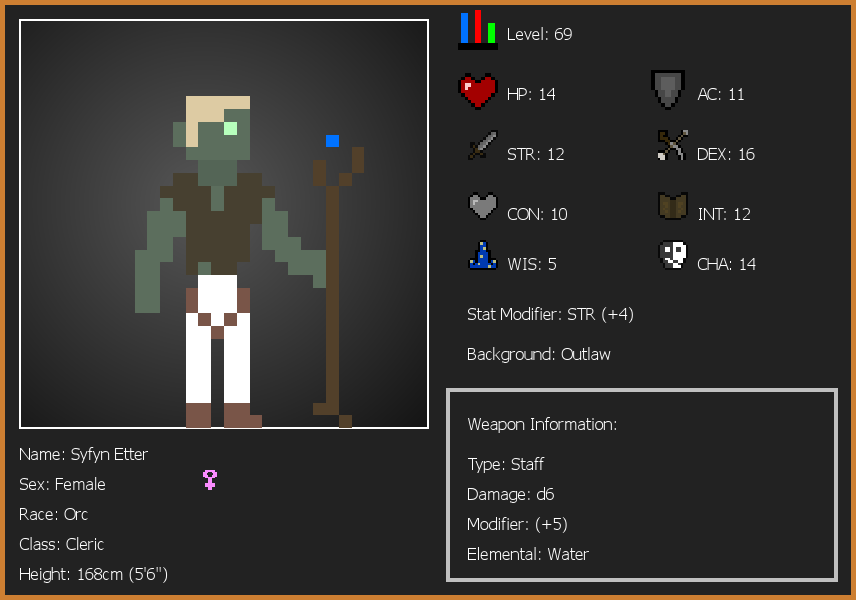 Level: 69
HP: 14
AC: 11
STR: 12
DEX: 16
CON: 10
INT: 12
WIS: 5
CHA: 14
Stat Modifier: STR (+4)
Background: Outlaw
Weapon Information:
Type: Staff
Damage: d6
Modifier: (+5)
Elemental: Water
Name: Syfyn Etter
Sex: Female
Race: Orc
Class: Cleric
Height: 168cm (5'6")